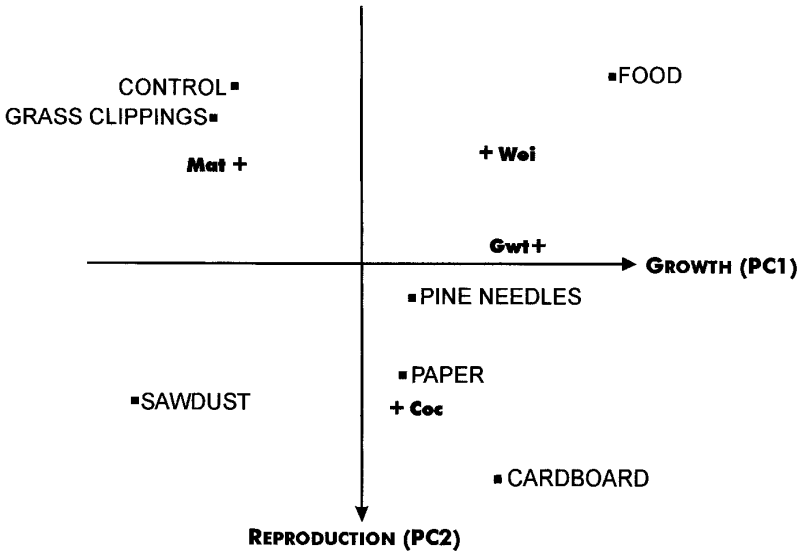 CONTROL
FOOD
GRASS CLIPPINGS
Mat +
+ Wei
Gwt+
GROWTH (PC1)
PINE NEEDLES
PAPER
SAWDUST
+ Coc
CARDBOARD
REPRODUCTION (PC2)